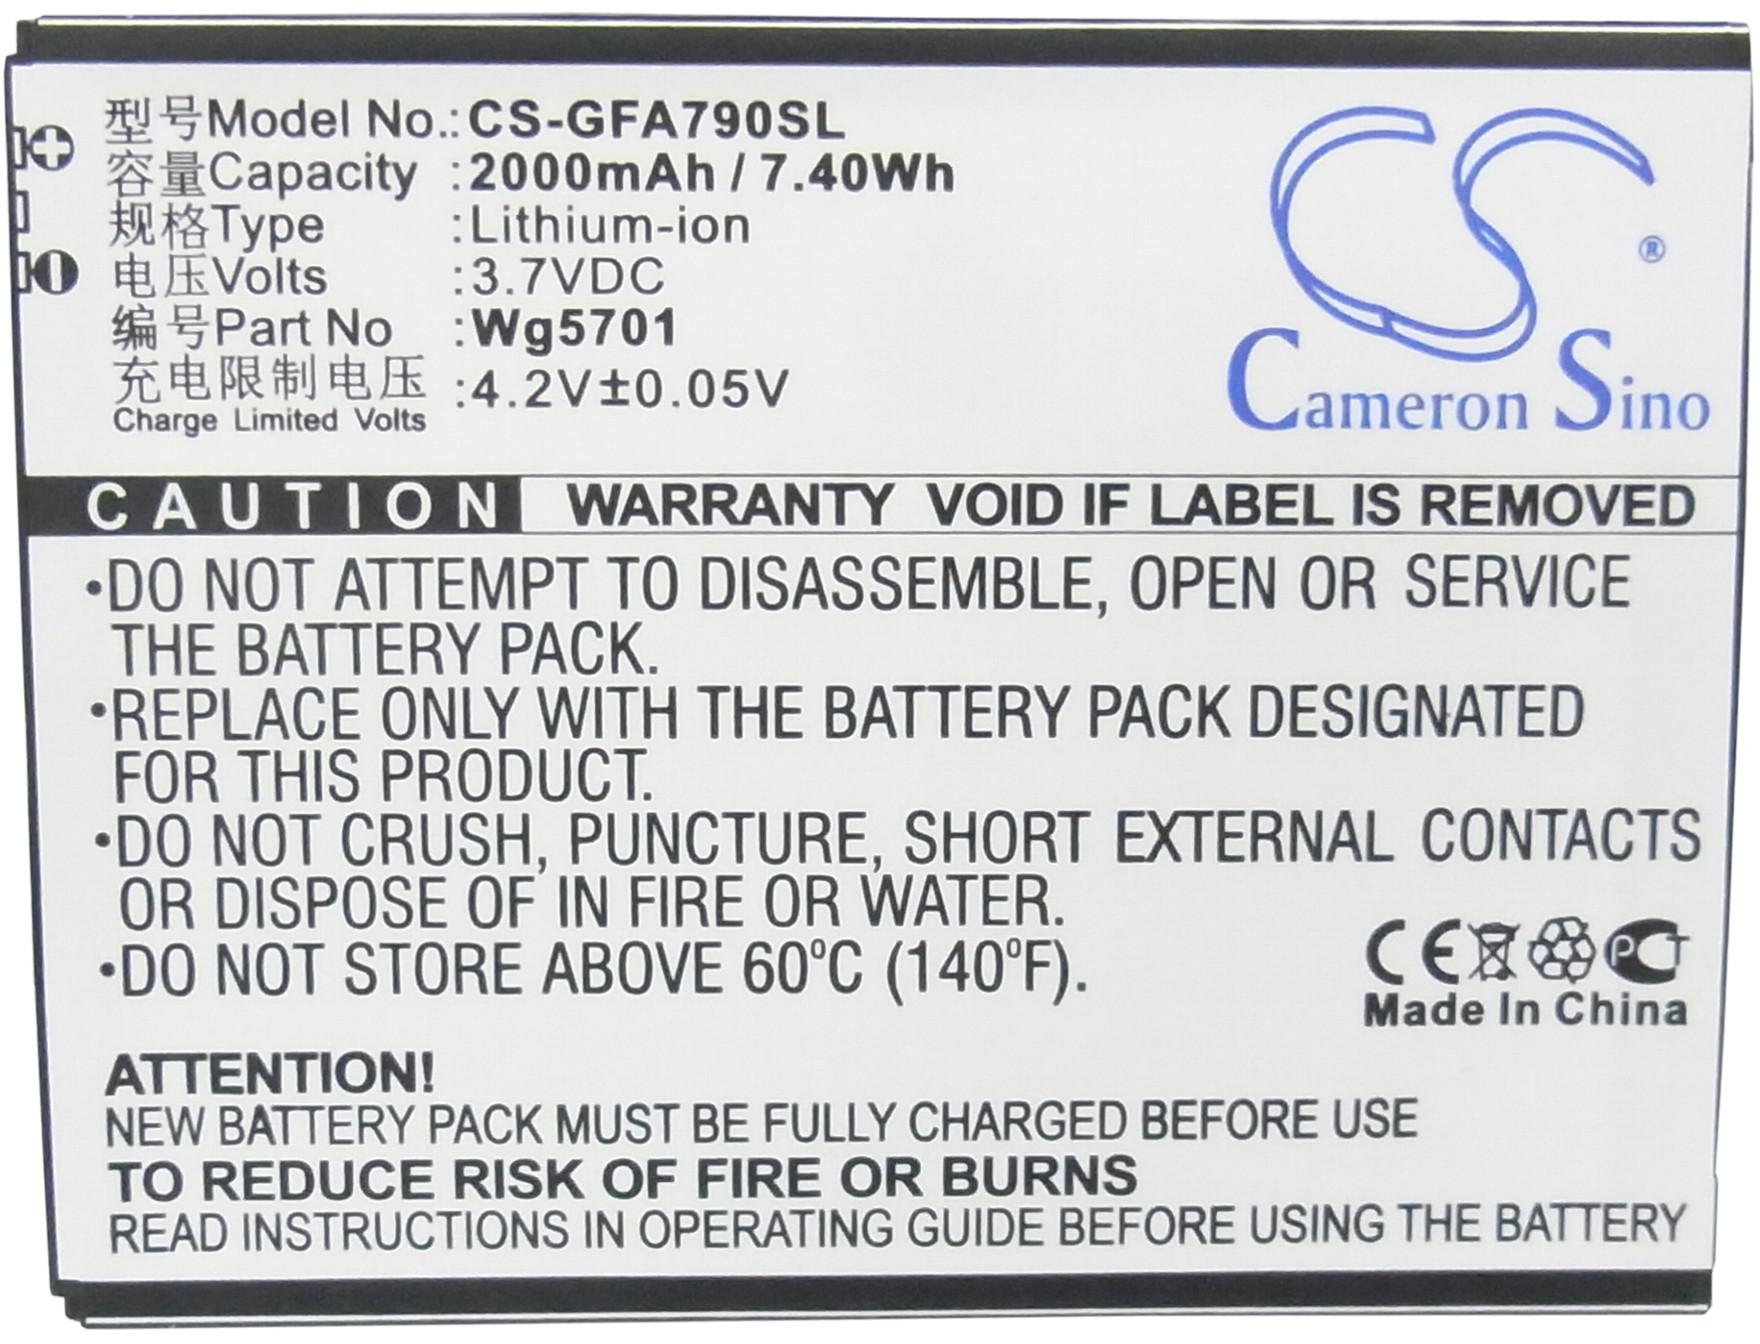 型号Model No.:CS-GFA790SL
容量Capacity :2000mAh / 7.40Wh
规格Type :Lithium-ion
电压Volts :3.7VDC
编号Part No :Wg5701
充电限制电压 :4.2V±0.05V
Charge Limited Volts
CS®
Cameron Sino
CAUTION WARRANTY VOID IF LABEL IS REMOVED
•DO NOT ATTEMPT TO DISASSEMBLE, OPEN OR SERVICE
THE BATTERY PACK.
•REPLACE ONLY WITH THE BATTERY PACK DESIGNATED
FOR THIS PRODUCT.
•DO NOT CRUSH, PUNCTURE, SHORT EXTERNAL CONTACTS
OR DISPOSE OF IN FIRE OR WATER.
•DO NOT STORE ABOVE 60ºC (140ºF).
CE PCT
Made In China
ATTENTION!
NEW BATTERY PACK MUST BE FULLY CHARGED BEFORE USE
TO REDUCE RISK OF FIRE OR BURNS
READ INSTRUCTIONS IN OPERATING GUIDE BEFORE USING THE BATTERY